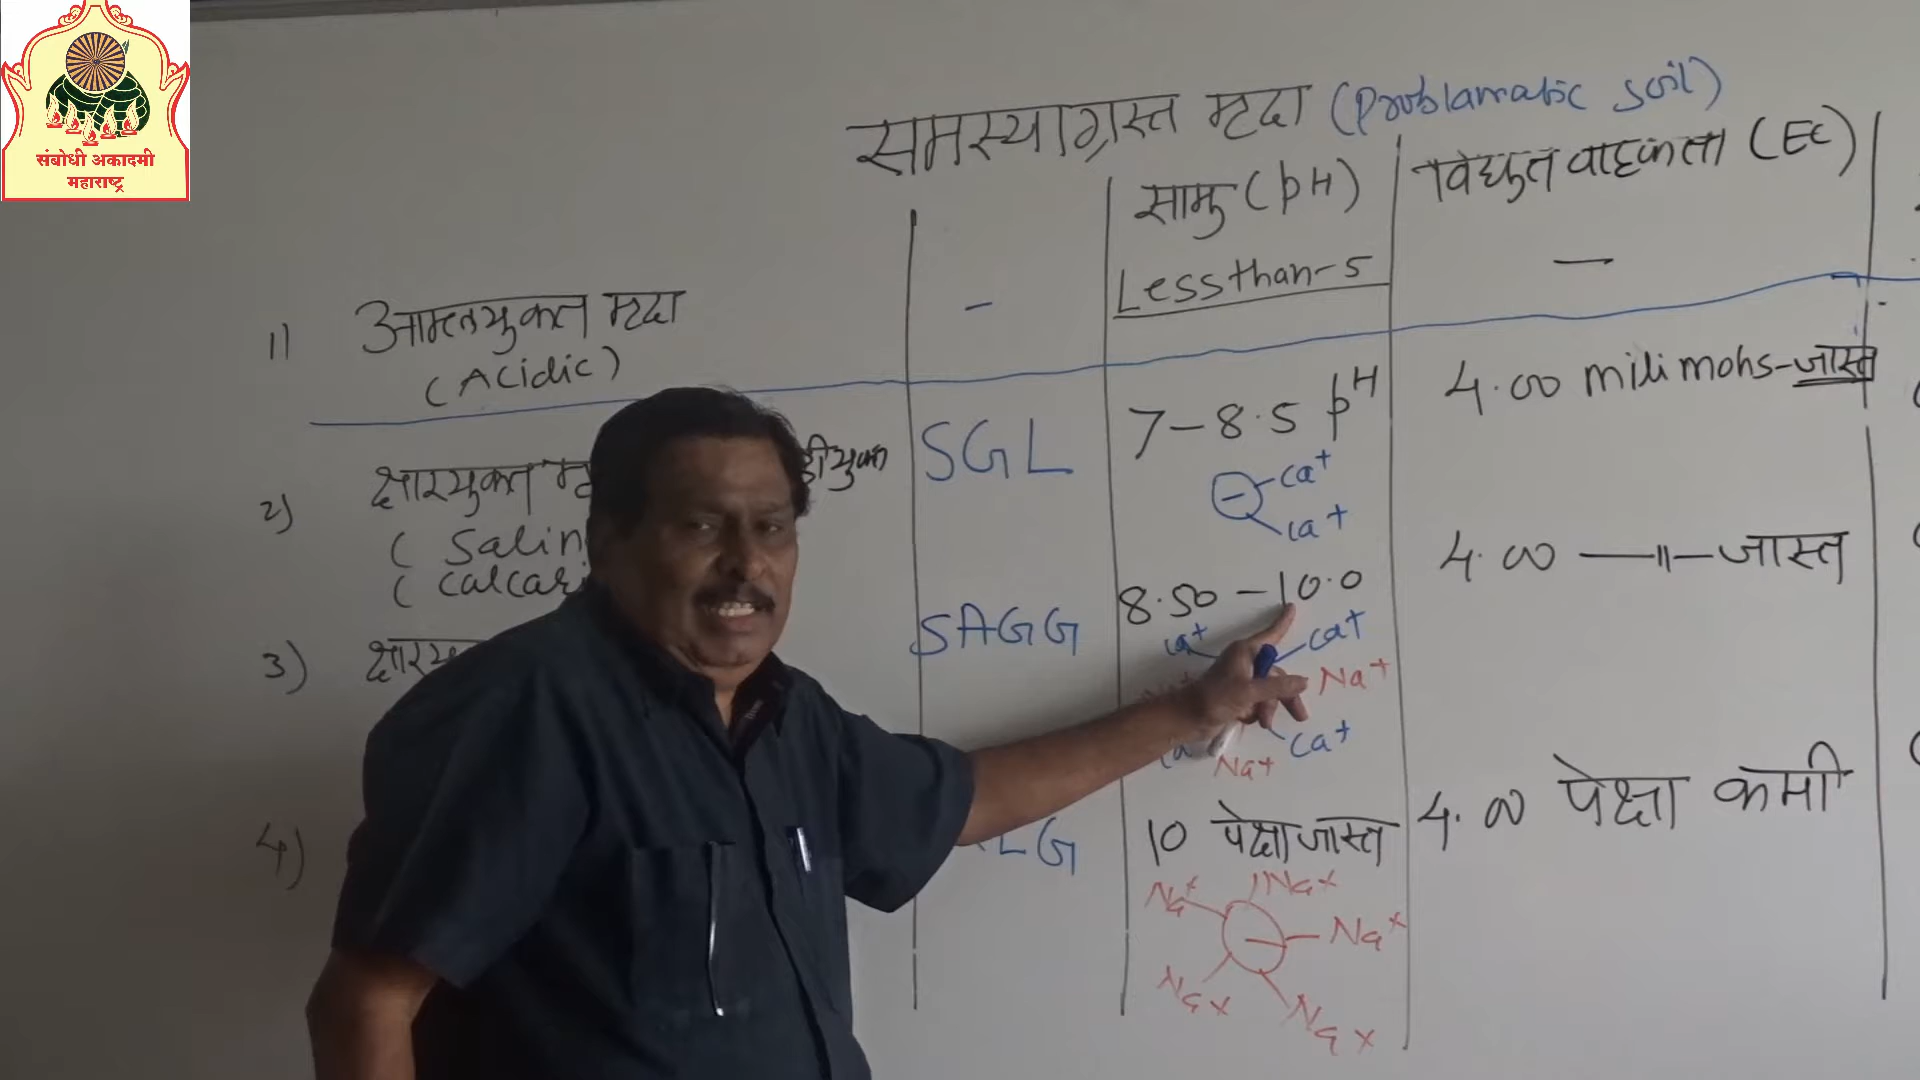 संबोधी अकादमी
महाराष्ट्र
समस्याग्रस्त मृदा (Problamatic soil)
सामु (pH)
विद्युत वाहकता (EC)
1) आम्लयुक्त मृदा
(Acidic)
-
Less than-5
—
2) क्षारयुक्त
( Salin
( calcari
SGL
7-8.5 pH
Ca+
Ca+
4.00 milimohs-जास्त
3) क्षारयु
SAGG
8.50 - 10.0
Ca+
Ca+
Na+
Ca+
Na+
4.00 —॥— जास्त
4)
LG
10 पेक्षा जास्त
Na+
Na+
Na+
Na+
Na+
4.00 पेक्षा कमी